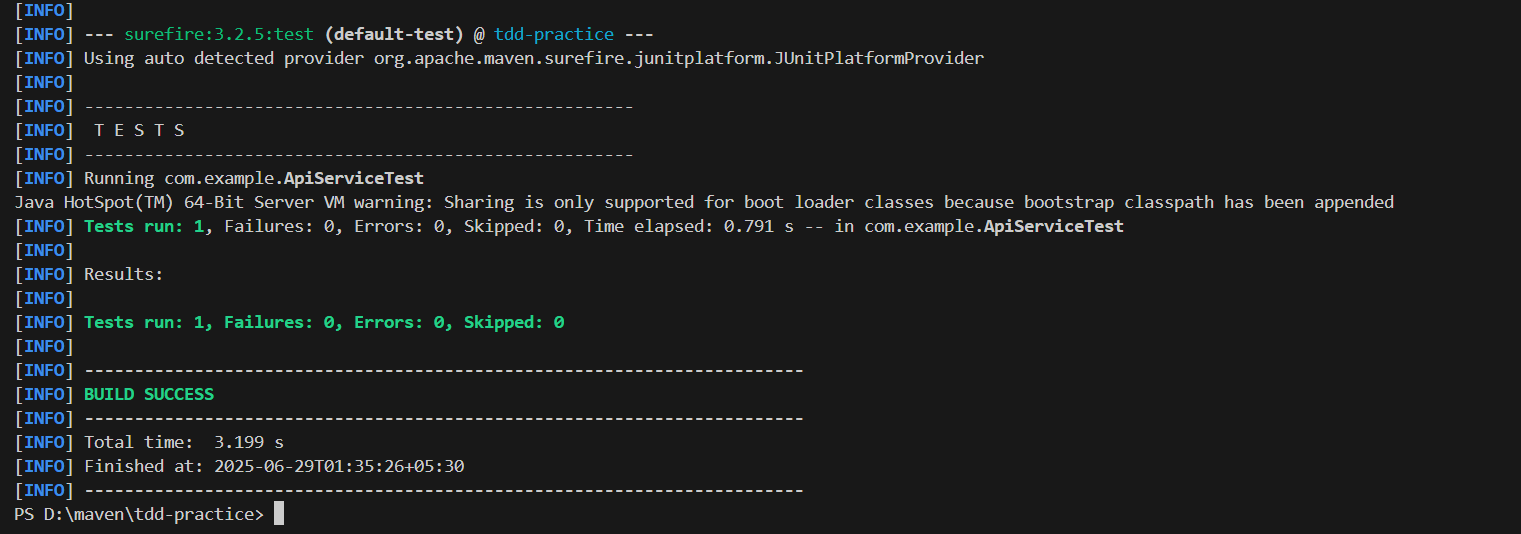 [INFO]
[INFO] --- surefire:3.2.5:test (default-test) @ tdd-practice ---
[INFO] Using auto detected provider org.apache.maven.surefire.junitplatform.JUnitPlatformProvider
[INFO]
[INFO] -------------------------------------------------------
[INFO]  T E S T S
[INFO] -------------------------------------------------------
[INFO] Running com.example.ApiServiceTest
Java HotSpot(TM) 64-Bit Server VM warning: Sharing is only supported for boot loader classes because bootstrap classpath has been appended
[INFO] Tests run: 1, Failures: 0, Errors: 0, Skipped: 0, Time elapsed: 0.791 s -- in com.example.ApiServiceTest
[INFO]
[INFO] Results:
[INFO]
[INFO] Tests run: 1, Failures: 0, Errors: 0, Skipped: 0
[INFO]
[INFO] ------------------------------------------------------------------------
[INFO] BUILD SUCCESS
[INFO] ------------------------------------------------------------------------
[INFO] Total time:  3.199 s
[INFO] Finished at: 2025-06-29T01:35:26+05:30
[INFO] ------------------------------------------------------------------------
PS D:\maven\tdd-practice>